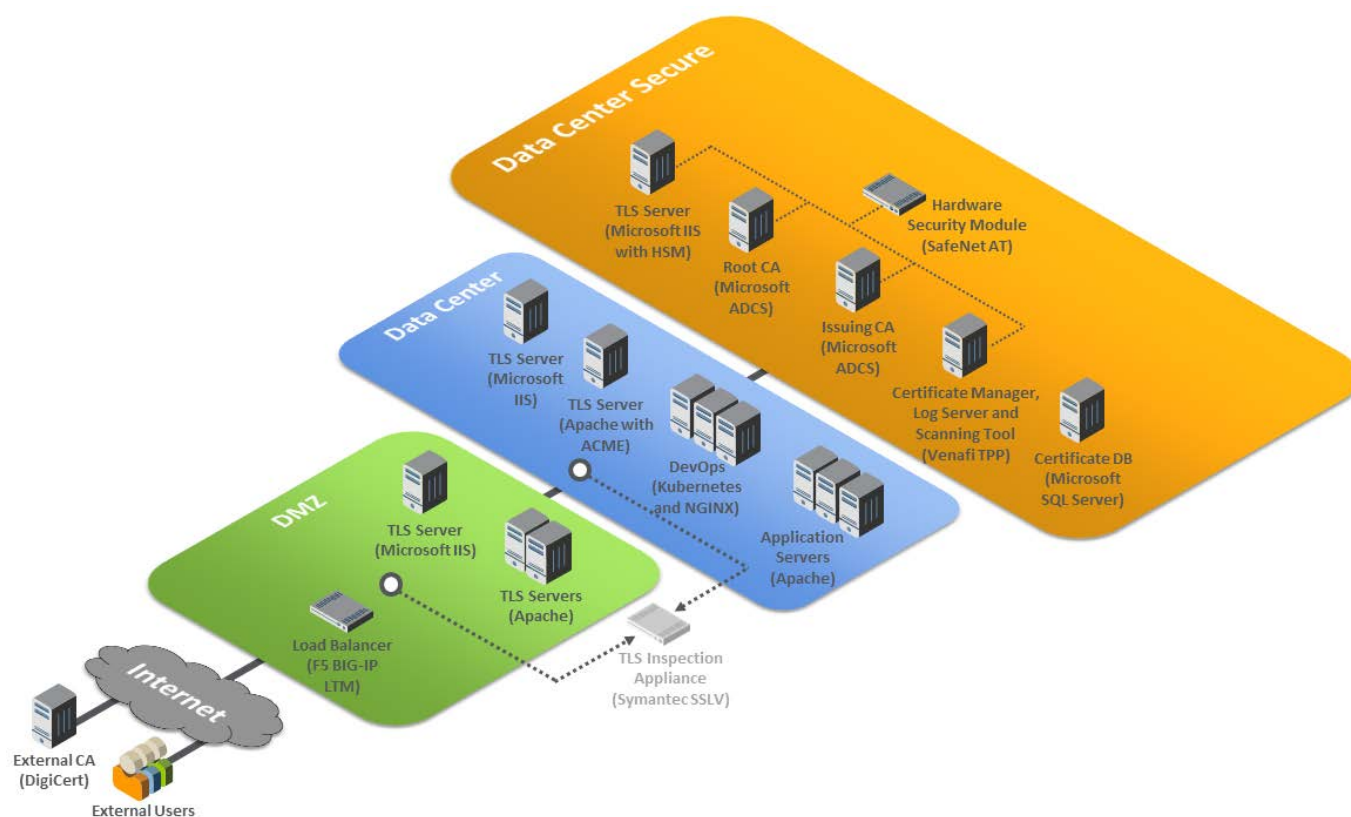 Data Center Secure
TLS Server
(Microsoft IIS
with HSM)
Root CA
(Microsoft
ADCS)
Hardware
Security Module
(SafeNet AT)
Issuing CA
(Microsoft
ADCS)
Certificate Manager,
Log Server and
Scanning Tool
(Venafi TPP)
Certificate DB
(Microsoft
SQL Server)
Data Center
TLS Server
(Microsoft
IIS)
TLS Server
(Apache with
ACME)
DevOps
(Kubernetes
and NGINX)
Application
Servers
(Apache)
DMZ
TLS Server
(Microsoft IIS)
TLS Servers
(Apache)
Load Balancer
(F5 BIG-IP
LTM)
TLS Inspection
Appliance
(Symantec SSLV)
Internet
External CA
(DigiCert)
External Users